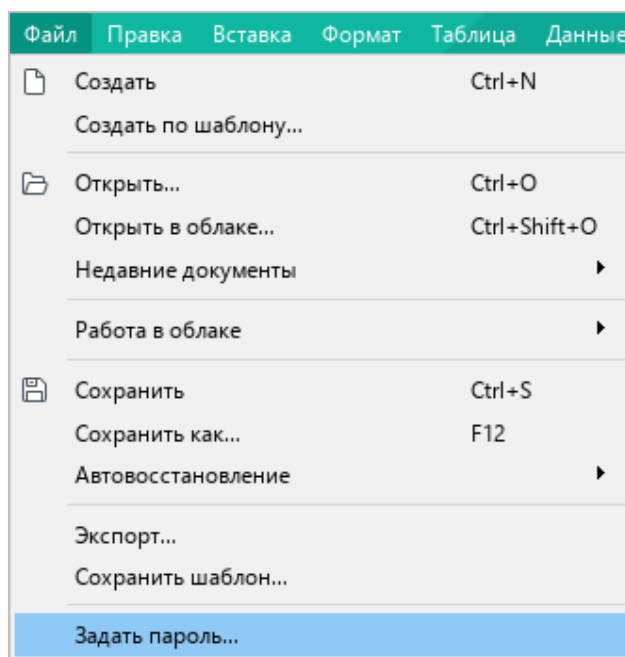 Файл Правка Вставка Формат Таблица Данные
Создать Ctrl+N
Создать по шаблону...
Открыть... Ctrl+O
Открыть в облаке... Ctrl+Shift+O
Недавние документы
Работа в облаке
Сохранить Ctrl+S
Сохранить как... F12
Автовосстановление
Экспорт...
Сохранить шаблон...
Задать пароль...